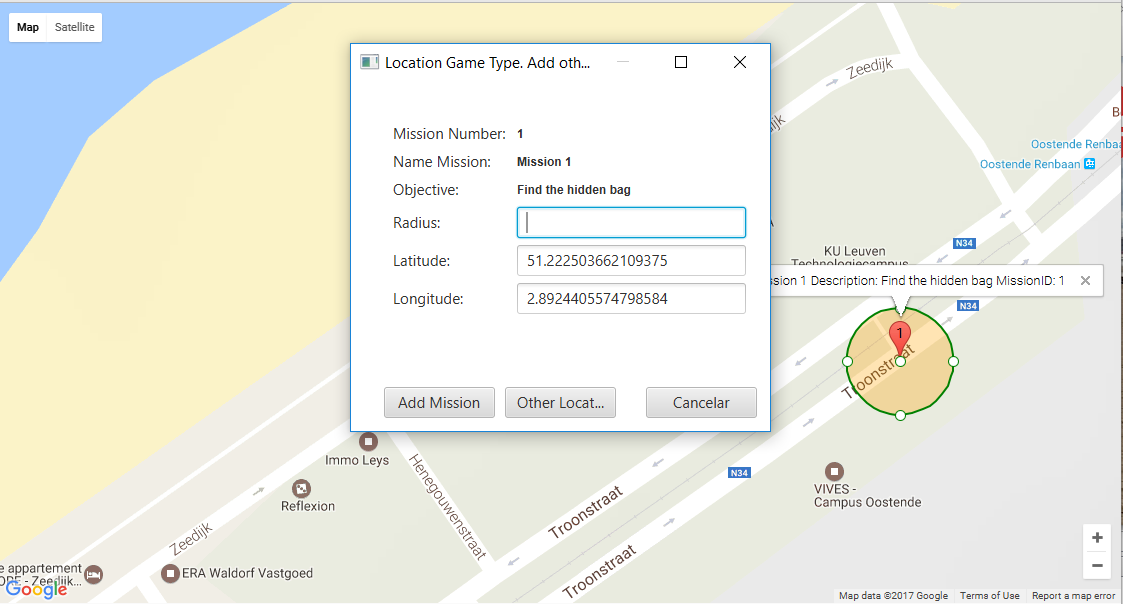 Map Satellite
Location Game Type. Add oth...
Mission Number: 1
Name Mission: Mission 1
Objective: Find the hidden bag
Radius:
Latitude: 51.222503662109375
Longitude: 2.8924405574798584
Add Mission Other Locat... Cancelar
Zeedijk
Oostende Renbaa
Oostende Renbaan
N34
KU Leuven
Technologiecampus
ssion 1 Description: Find the hidden bag MissionID: 1
N34
1
Troonstraat
Immo Leys
Henegouwenstraat
N34
VIVES -
Campus Oostende
Reflexion
Troonstraat
Zeedijk
Troonstraat
e appartement
ERA Waldorf Vastgoed
Google
Map data ©2017 Google Terms of Use Report a map error